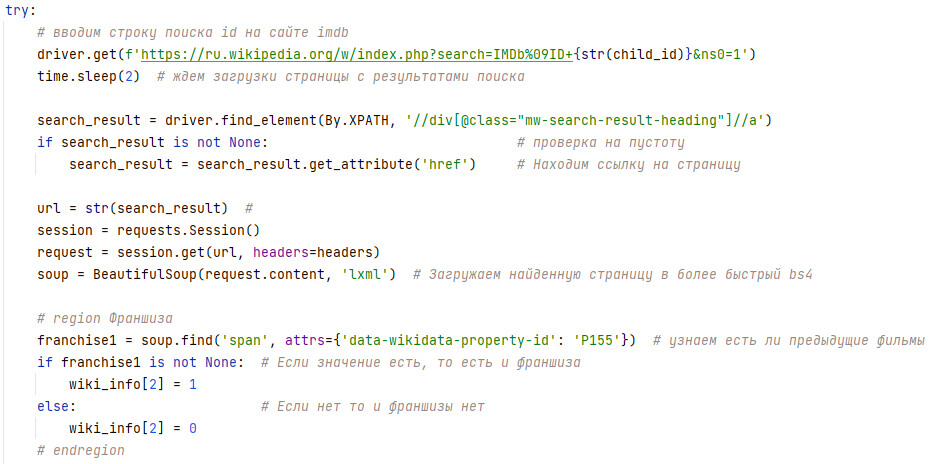 try:
# вводим строку поиска id на сайте imdb
driver.get(f'https://ru.wikipedia.org/w/index.php?search=IMDb%09ID+{str(child_id)}&ns0=1')
time.sleep(2)  # ждем загрузки страницы с результатами поиска
search_result = driver.find_element(By.XPATH, '//div[@class="mw-search-result-heading"]//a')
if search_result is not None:  # проверка на пустоту
search_result = search_result.get_attribute('href')  # Находим ссылку на страницу
url = str(search_result)  #
session = requests.Session()
request = session.get(url, headers=headers)
soup = BeautifulSoup(request.content, 'lxml')  # Загружаем найденную страницу в более быстрый bs4
# region Франшиза
franchise1 = soup.find('span', attrs={'data-wikidata-property-id': 'P155'})  # узнаем есть ли предыдущие фильмы
if franchise1 is not None:  # Если значение есть, то есть и франшиза
wiki_info[2] = 1
else:  # Если нет то и франшизы нет
wiki_info[2] = 0
# endregion